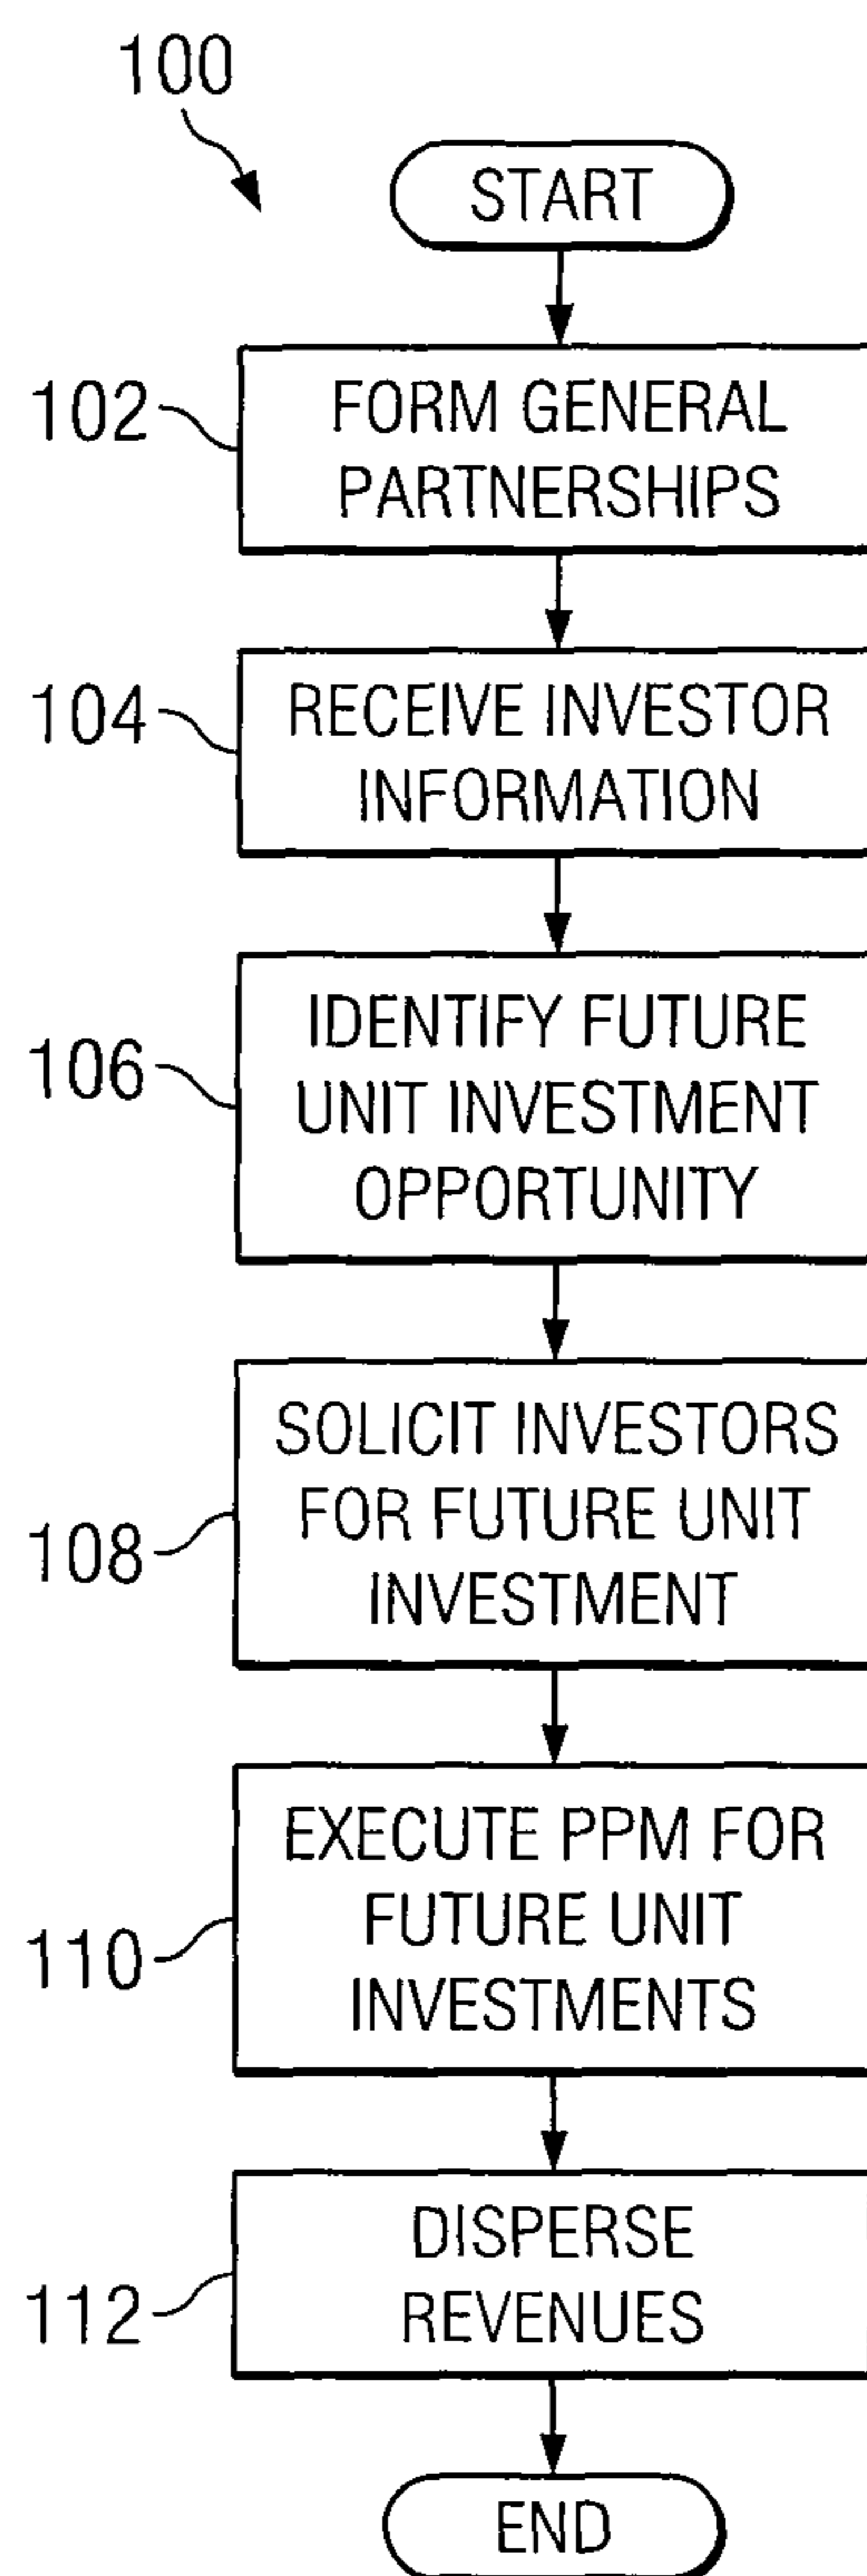 100
START
102
FORM GENERAL
PARTNERSHIPS
104
RECEIVE INVESTOR
INFORMATION
106
IDENTIFY FUTURE
UNIT INVESTMENT
OPPORTUNITY
108
SOLICIT INVESTORS
FOR FUTURE UNIT
INVESTMENT
110
EXECUTE PPM FOR
FUTURE UNIT
INVESTMENTS
112
DISPERSE
REVENUES
END